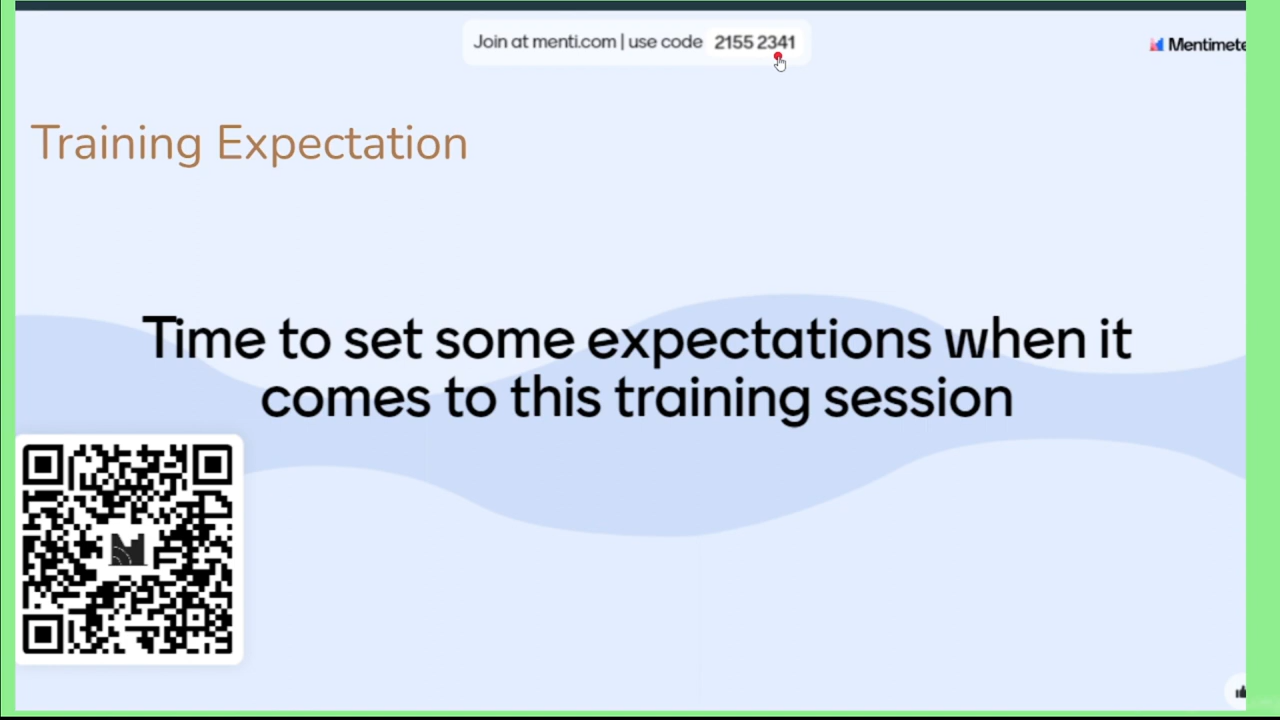 Join at menti.com | use code 2155 2341
Mentimete
Training Expectation
Time to set some expectations when it
comes to this training session